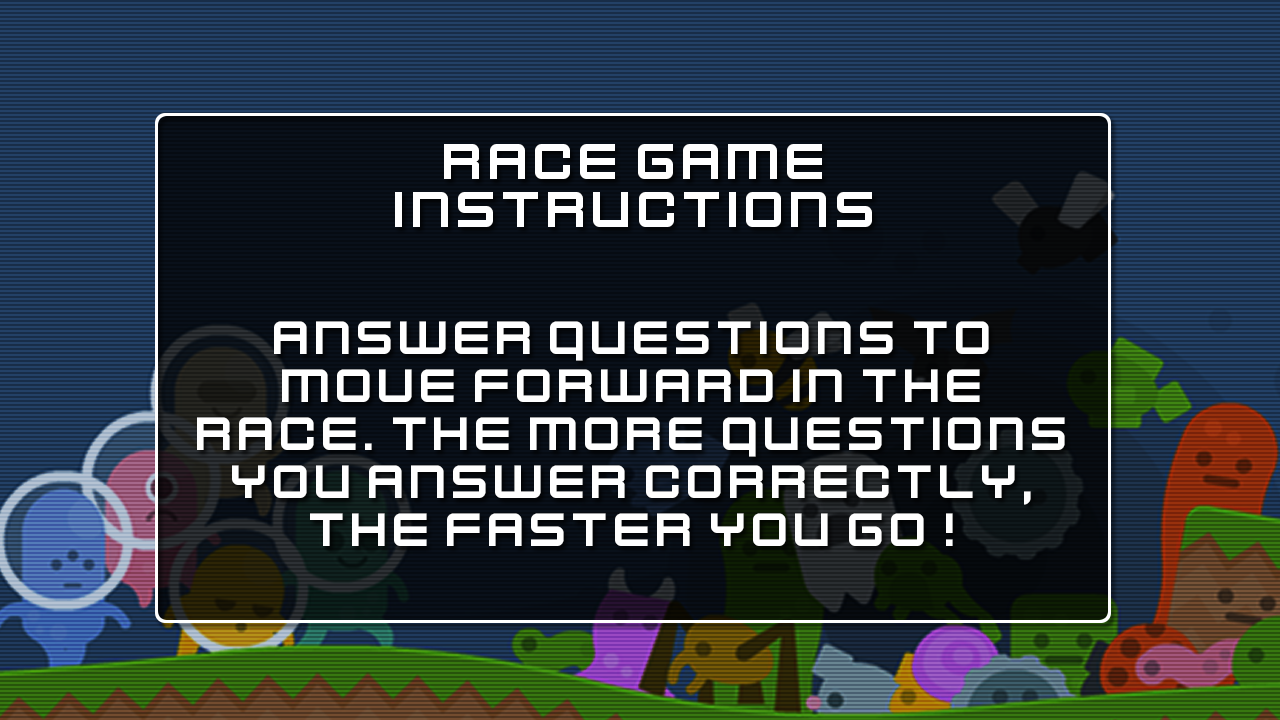 RACE GAME
INSTRUCTIONS
ANSWER QUESTIONS TO
MOVE FORWARD IN THE
RACE. THE MORE QUESTIONS
YOU ANSWER CORRECTLY,
THE FASTER YOU GO !